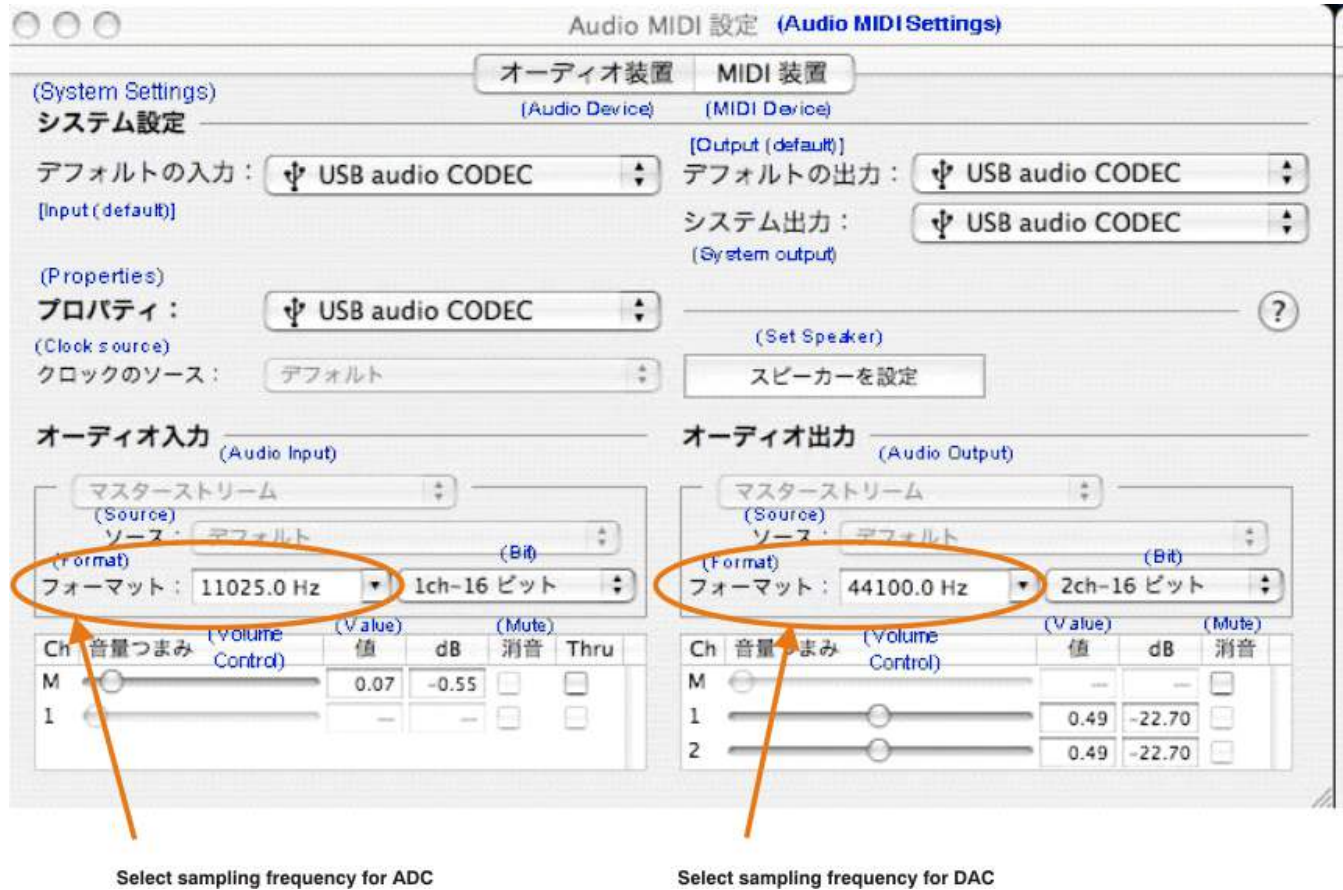 Audio MIDI 設定 (Audio MIDI Settings)
オーディオ装置 MIDI 装置
(Audio Device) (MIDI Device)
(System Settings)
システム設定
デフォルトの入力： USB audio CODEC
[Input (default)]
[Output (default)]
デフォルトの出力： USB audio CODEC
システム出力： USB audio CODEC
(System output)
(Properties)
プロパティ： USB audio CODEC
?
(Clock source)
クロックのソース： デフォルト
(Set Speaker)
スピーカーを設定
オーディオ入力
(Audio Input)
マスターストリーム
(Source)
ソース： デフォルト
(Format) (Bit)
フォーマット： 11025.0 Hz 1ch-16 ビット
(Volume Control) (Value) (Mute)
Ch 音量つまみ 値 dB 消音 Thru
M 0.07 -0.55
1 — —
オーディオ出力
(Audio Output)
マスターストリーム
(Source)
ソース： デフォルト
(Format) (Bit)
フォーマット： 44100.0 Hz 2ch-16 ビット
(Volume Control) (Value) (Mute)
Ch 音量つまみ 値 dB 消音
M — —
1 0.49 -22.70
2 0.49 -22.70
Select sampling frequency for ADC
Select sampling frequency for DAC